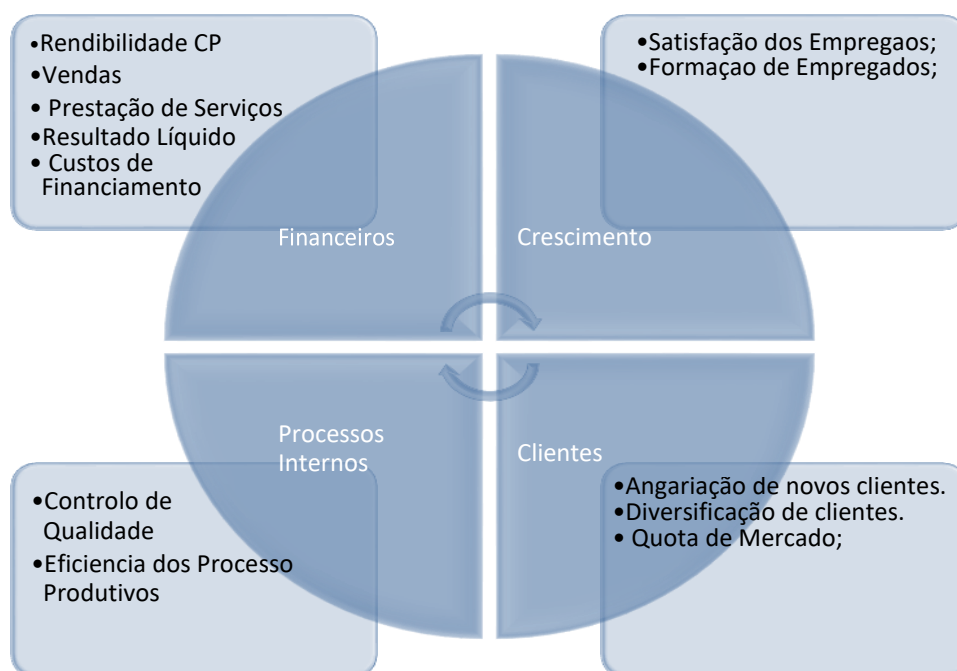 •Rendibilidade CP
•Vendas
• Prestação de Serviços
•Resultado Líquido
• Custos de
Financiamento
•Satisfação dos Empregaos;
•Formaçao de Empregados;
Financeiros
Crescimento
Processos
Internos
Clientes
•Controlo de
Qualidade
•Eficiencia dos Processo
Produtivos
•Angariação de novos clientes.
•Diversificação de clientes.
• Quota de Mercado;